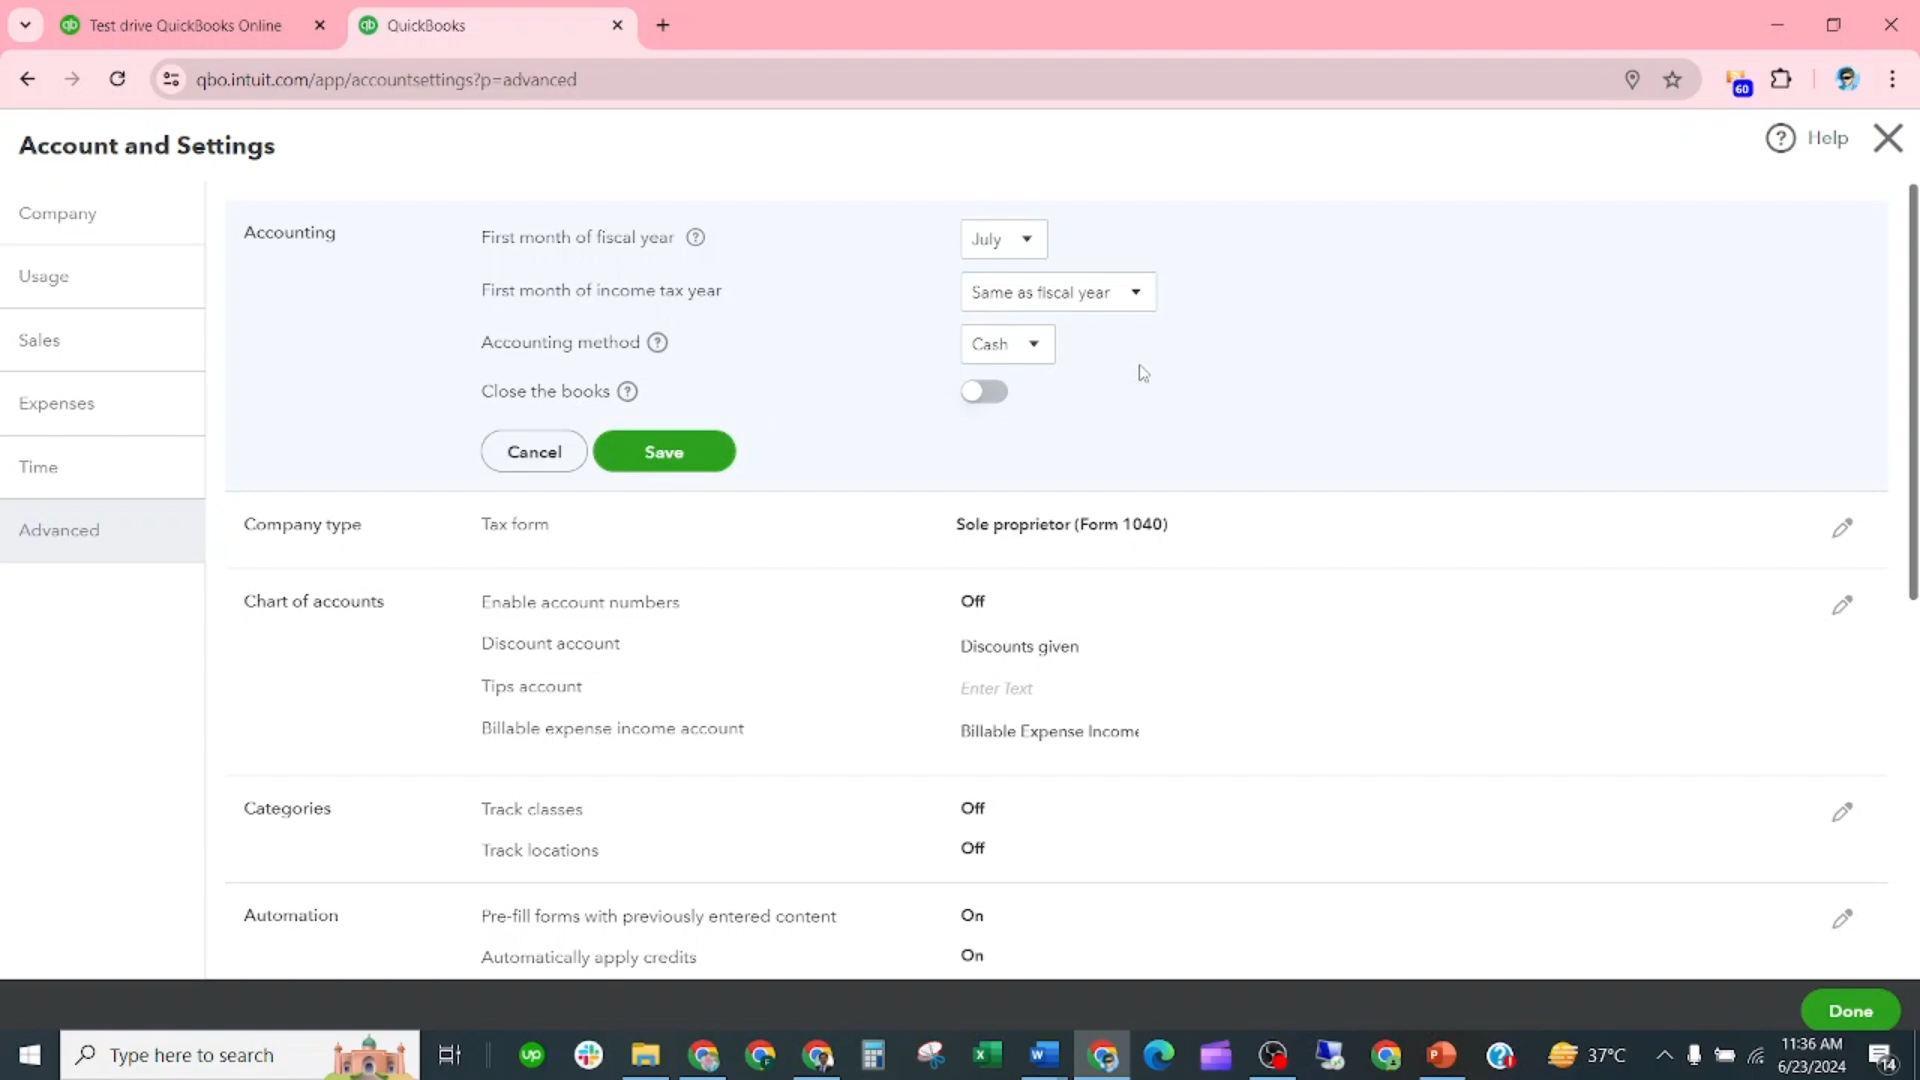 Test drive QuickBooks Online
QuickBooks
qbo.intuit.com/app/accountsettings?p=advanced
60
Account and Settings
? Help
Company
Usage
Sales
Expenses
Time
Advanced
Accounting
First month of fiscal year ?
July
First month of income tax year
Same as fiscal year
Accounting method ?
Cash
Close the books ?
Cancel
Save
Company type
Tax form
Sole proprietor (Form 1040)
Chart of accounts
Enable account numbers
Off
Discount account
Discounts given
Tips account
Enter Text
Billable expense income account
Billable Expense Income
Categories
Track classes
Off
Track locations
Off
Automation
Pre-fill forms with previously entered content
On
Automatically apply credits
On
Done
Type here to search
37°C
11:36 AM
6/23/2024
14